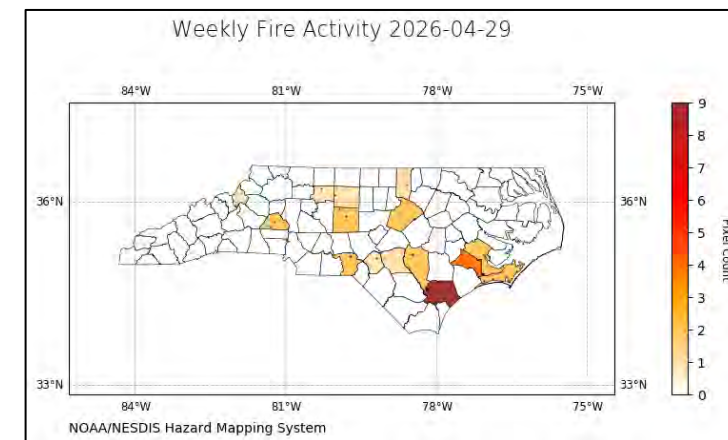 Weekly Fire Activity 2026-04-29
84°W 81°W 78°W 75°W
36°N 36°N
33°N 33°N
84°W 81°W 78°W 75°W
9
8
7
6
5
4
3
2
1
0
Count
NOAA/NESDIS Hazard Mapping System